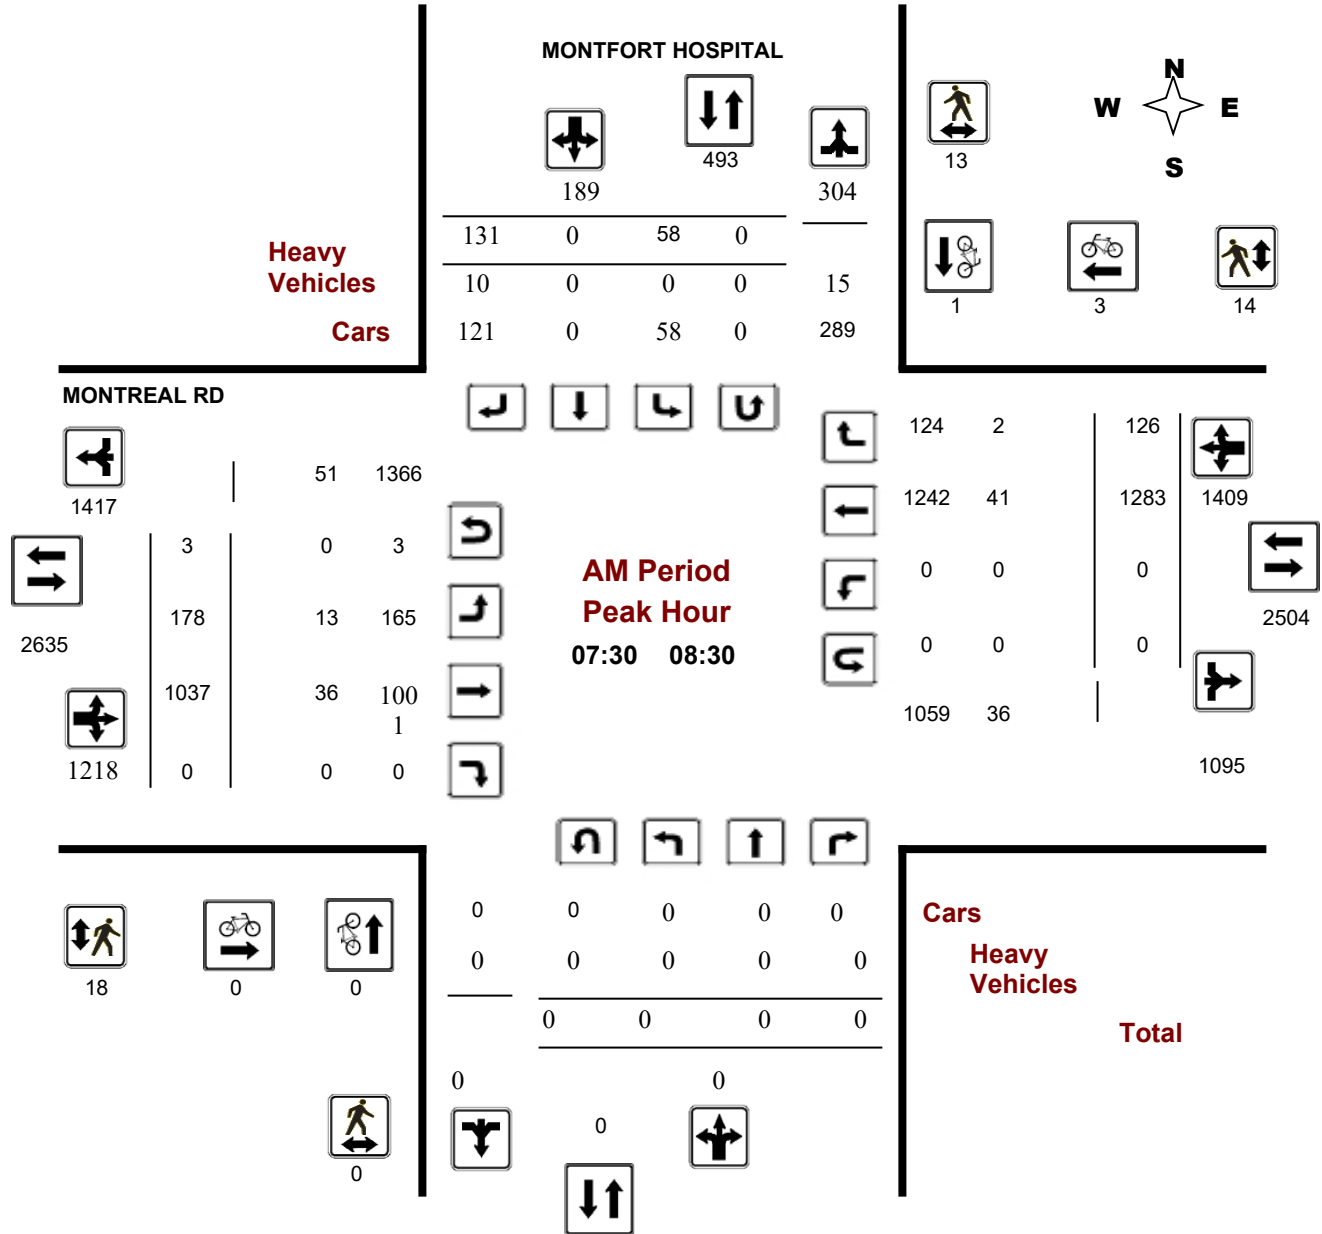 MONTFORT HOSPITAL
N
W E
S
493
13
189
304
131 0 58 0
Heavy
Vehicles
10 0 0 0 15
1 3 14
Cars
121 0 58 0 289
MONTREAL RD
124 2 126
51 1366
1417
1242 41 1283 1409
3 0 3
AM Period
0 0 0
Peak Hour
178 13 165
2504
2635
07:30 08:30
0 0 0
1037 36 100
1
1059 36
1218 0 0 0
1095
0 0 0 0 0
Cars
0 0 0 0 0
Heavy
Vehicles
18 0 0
0 0 0 0
Total
0 0
0
0